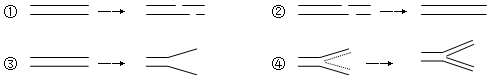 ① ②
③ ④